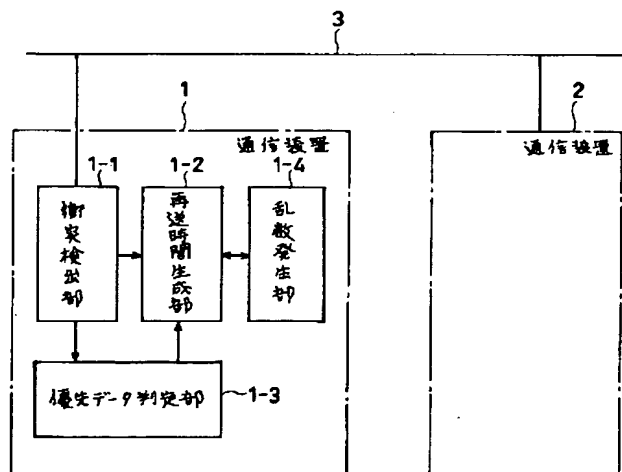 3
1
通信装置
2
通信装置
1-1
1-2
1-4
衝突検出部
再送時間生成部
乱数発生部
優先データ判定部
1-3